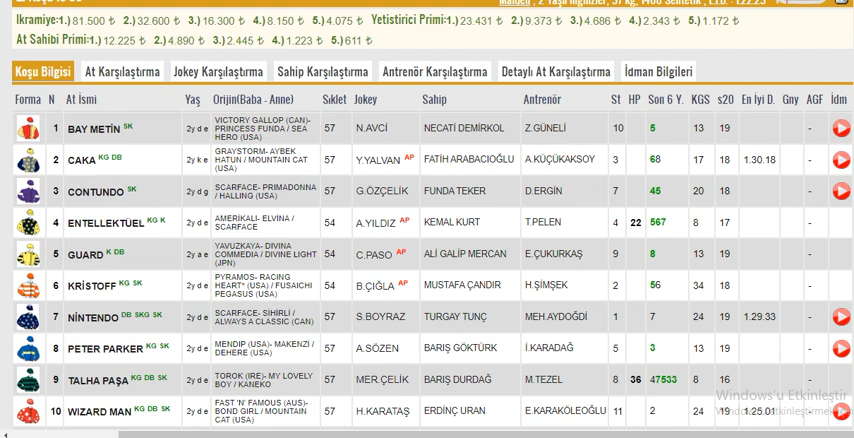 Maiden , 2 Yaşlı İngilizler, 57 kg, 1400 Sentetik , E.İ.D. : 1.22.23
İkramiye:1.) 81.500 ₺ 2.) 32.600 ₺ 3.) 16.300 ₺ 4.) 8.150 ₺ 5.) 4.075 ₺ Yetiştirici Primi:1.) 23.431 ₺ 2.) 9.373 ₺ 3.) 4.686 ₺ 4.) 2.343 ₺ 5.) 1.172 ₺
At Sahibi Primi:1.) 12.225 ₺ 2.) 4.890 ₺ 3.) 2.445 ₺ 4.) 1.223 ₺ 5.) 611 ₺
Koşu Bilgisi At Karşılaştırma Jokey Karşılaştırma Sahip Karşılaştırma Antrenör Karşılaştırma Detaylı At Karşılaştırma İdman Bilgileri
Forma N At İsmi Yaş Orijin(Baba - Anne) Sıklet Jokey Sahip Antrenör St HP Son 6 Y. KGS s20 En İyi D. Gny AGF İdm
1 BAY METİN SK 2y d e VICTORY GALLOP (CAN)- PRINCESS FUNDA / SEA HERO (USA) 57 N.AVCİ NECATİ DEMİRKOL Z.GÜNELİ 10 5 13 19 -
2 CAKA KG DB 2y k e GRAYSTORM- AYBEK HATUN / MOUNTAIN CAT (USA) 57 Y.YALVAN AP FATİH ARABACIOĞLU A.KÜÇÜKAKSOY 3 68 17 18 1.30.18 -
3 CONTUNDO SK 2y d g SCARFACE- PRIMADONNA / HALLING (USA) 57 G.ÖZÇELİK FUNDA TEKER D.ERGİN 7 45 20 18 -
4 ENTELLEKTÜEL KG K 2y d e AMERİKALI- ELVİNA / SCARFACE 54 A.YILDIZ AP KEMAL KURT T.PELEN 4 22 567 8 17 -
5 GUARD K DB 2y a e YAVUZKAYA- DIVINA COMMEDIA / DIVINE LIGHT (JPN) 54 C.PASO AP ALİ GALİP MERCAN E.ÇUKURKAŞ 9 8 13 19 -
6 KRİSTOFF KG SK 2y d e PYRAMOS- RACING HEART* (USA) / FUSAICHI PEGASUS (USA) 54 B.ÇIĞLA AP MUSTAFA ÇANDIR H.ŞİMŞEK 2 56 34 18 -
7 NİNTENDO DB SKG SK 2y d e SCARFACE- SİHİRLİ / ALWAYS A CLASSIC (CAN) 57 S.BOYRAZ TURGAY TUNÇ MEH.AYDOĞDİ 1 7 24 19 1.29.33 -
8 PETER PARKER KG SK 2y d e MENDIP (USA)- MAKENZİ / DEHERE (USA) 57 A.SÖZEN BARIŞ GÖKTÜRK İ.KARADAĞ 5 3 13 19 -
9 TALHA PAŞA KG DB SK 2y d e TOROK (IRE)- MY LOVELY BOY / KANEKO 57 MER.ÇELİK BARIŞ DURDAĞ M.TEZEL 8 36 47533 8 16 -
Windows'u Etkinleştir
10 WIZARD MAN KG DB SK 2y d e FAST 'N' FAMOUS (AUS)- BOND GIRL / MOUNTAIN CAT (USA) 57 H.KARATAŞ ERDİNÇ URAN E.KARAKÖLEOĞLU 11 2 24 19 1.25.01 -